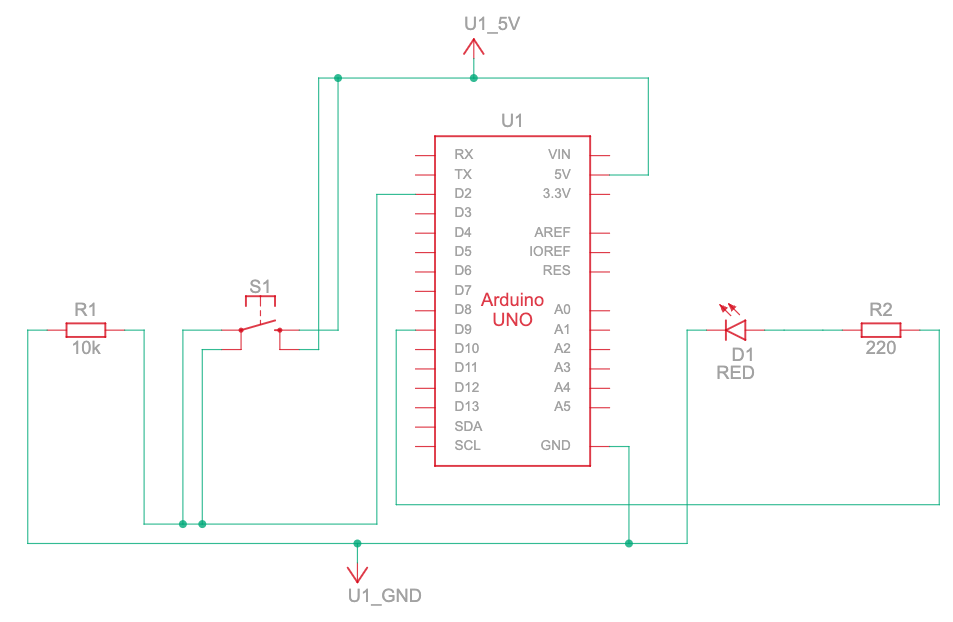 U1_5V
U1
RX VIN
TX 5V
D2 3.3V
D3
D4 AREF
D5 IOREF
D6 RES
D7
D8 A0
D9 A1
D10 A2
D11 A3
D12 A4
D13 A5
SDA
SCL GND
Arduino
UNO
S1
R1
10k
D1
RED
R2
220
U1_GND